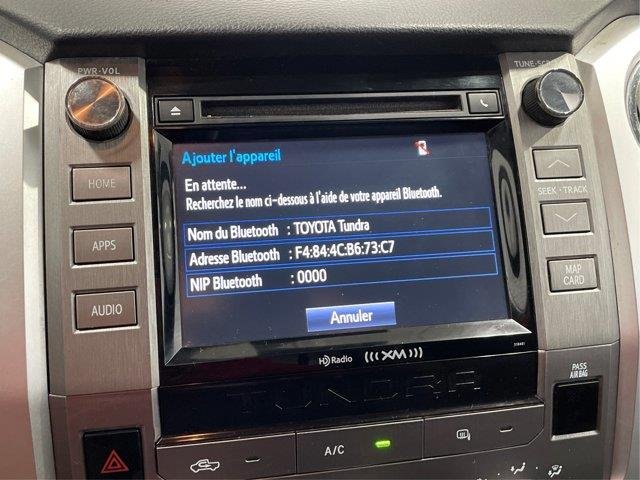 PWR·VOL
TUNE·SCR
HOME
APPS
AUDIO
Ajouter l'appareil
En attente...
Recherchez le nom ci-dessous à l'aide de votre appareil Bluetooth.
Nom du Bluetooth : TOYOTA Tundra
Adresse Bluetooth : F4:84:4C:B6:73:C7
NIP Bluetooth : 0000
Annuler
SEEK·TRACK
MAP
CARD
HD Radio (((XM)))
TUNDRA
PASS
AIR BAG
A/C